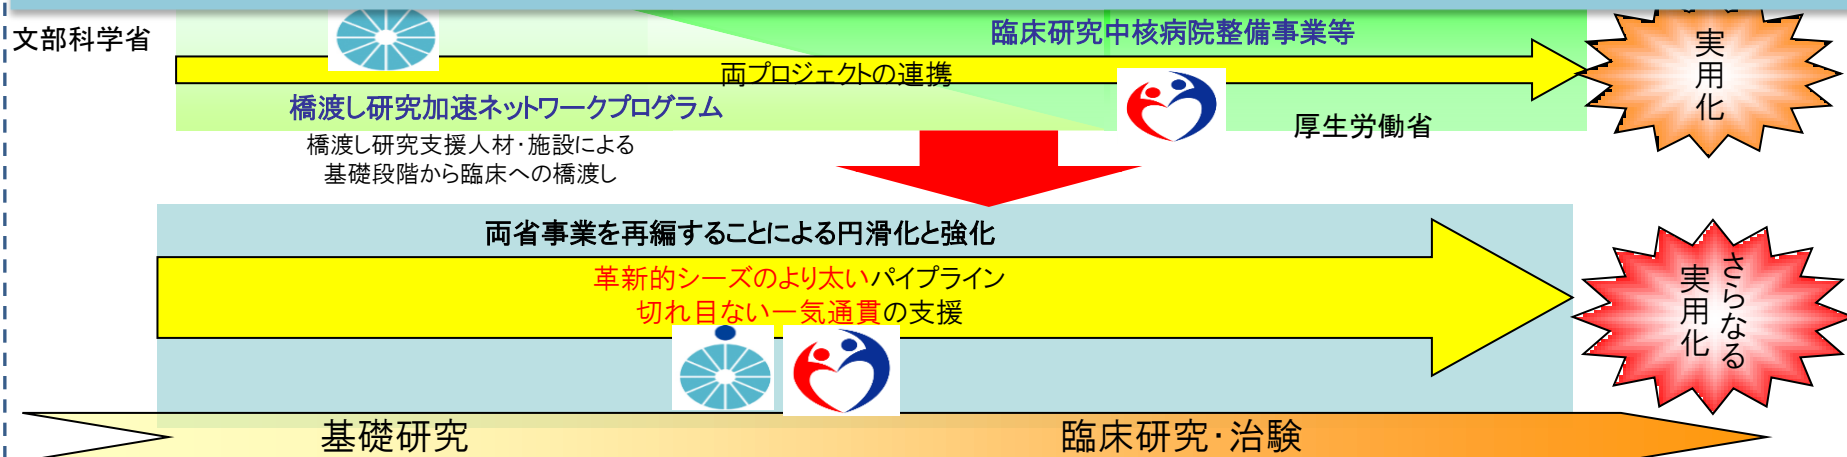 文部科学省
臨床研究中核病院整備事業等
実用化
両プロジェクトの連携
橋渡し研究加速ネットワークプログラム
厚生労働省
橋渡し研究支援人材・施設による
基礎段階から臨床への橋渡し
両省事業を再編することによる円滑化と強化
革新的シーズのより太いパイプライン
切れ目ない一気通貫の支援
さらなる
実用化
基礎研究
臨床研究・治験